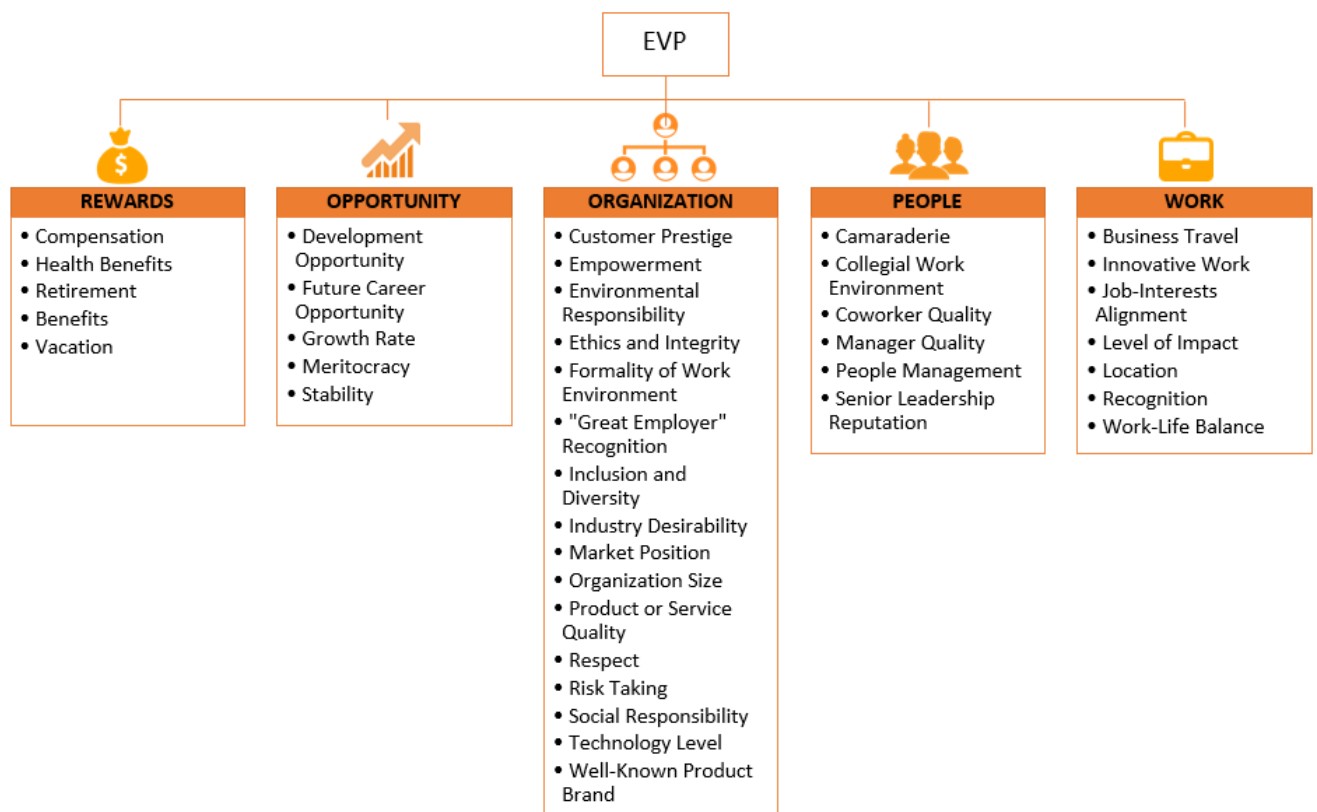 EVP
$
REWARDS
• Compensation
• Health Benefits
• Retirement
• Benefits
• Vacation
OPPORTUNITY
• Development
Opportunity
• Future Career
Opportunity
• Growth Rate
• Meritocracy
• Stability
ORGANIZATION
• Customer Prestige
• Empowerment
• Environmental
Responsibility
• Ethics and Integrity
• Formality of Work
Environment
• "Great Employer"
Recognition
• Inclusion and
Diversity
• Industry Desirability
• Market Position
• Organization Size
• Product or Service
Quality
• Respect
• Risk Taking
• Social Responsibility
• Technology Level
• Well-Known Product
Brand
PEOPLE
• Camaraderie
• Collegial Work
Environment
• Coworker Quality
• Manager Quality
• People Management
• Senior Leadership
Reputation
WORK
• Business Travel
• Innovative Work
• Job-Interests
Alignment
• Level of Impact
• Location
• Recognition
• Work-Life Balance